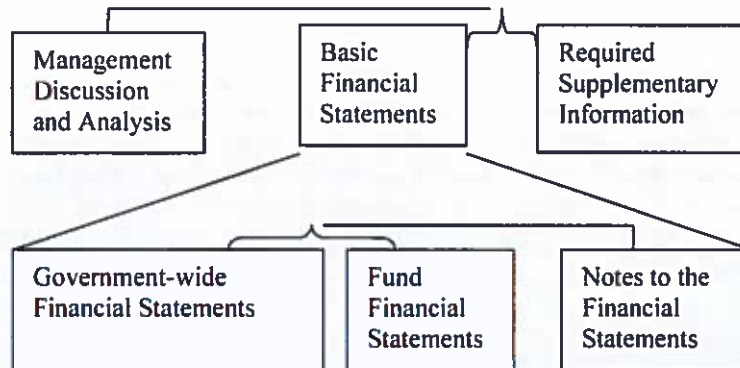 Management
Discussion
and Analysis
Basic
Financial
Statements
Required
Supplementary
Information
Government-wide
Financial Statements
Fund
Financial
Statements
Notes to the
Financial
Statements